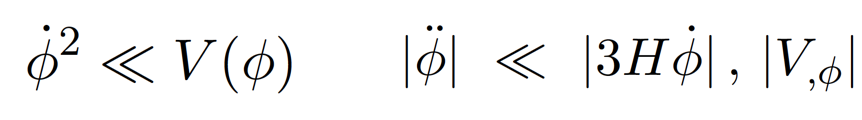 ϕ̇² ≪ V(ϕ) |ϕ̈| ≪ |3Hϕ̇| , |V,ϕ|